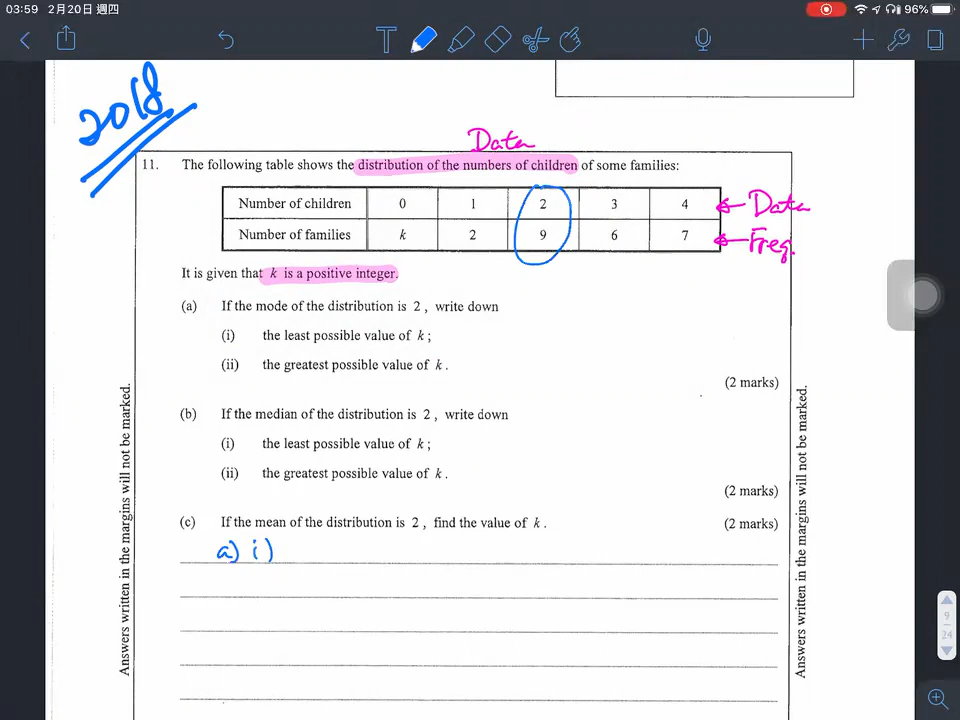 03:59 2月20日 週四
96%
T
2018
Data
11. The following table shows the distribution of the numbers of children of some families:
Number of children 0 1 2 3 4
← Data
Number of families k 2 9 6 7
← Freq.
It is given that k is a positive integer.
(a) If the mode of the distribution is 2 , write down
(i) the least possible value of k ;
(ii) the greatest possible value of k .
(2 marks)
(b) If the median of the distribution is 2 , write down
(i) the least possible value of k ;
(ii) the greatest possible value of k .
(2 marks)
(c) If the mean of the distribution is 2 , find the value of k . (2 marks)
a) i)
Answers written in the margins will not be marked.
Answers written in the margins will not be marked.
9
24